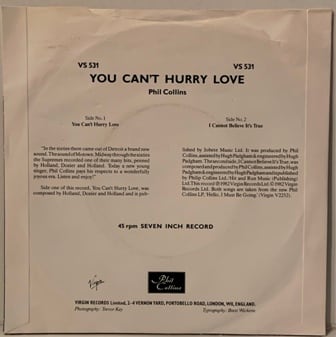 VS 531
VS 531
YOU CAN'T HURRY LOVE
Phil Collins
Side No.1
You Can't Hurry Love
Side No.2
I Cannot Believe It's True
"In the sixties there came out of Detroit a brand new
sound. The sound of Motown. Midway through the sixties
the Supremes recorded one of their many hits, penned
by Holland, Dozier and Holland. Today a new young
singer, Phil Collins pays his respects to a wonderfully
joyous era. Listen and enjoy!"
Side one of this record, You Can't Hurry Love, was
composed by Holland, Dozier and Holland and is pub-
lished by Jobete Music Ltd. It was produced by Phil
Collins, assisted by Hugh Padgham & engineered by Hugh
Padgham. The second side, I Cannot Believe It's True, was
composed and produced by Phil Collins, assisted by Hugh
Padgham & engineered by Hugh Padgham and is published
by Philip Collins Ltd./Hit and Run Music (Publishing)
Ltd. This record ℗ 1982 Virgin Records Ltd. © 1982 Virgin
Records Ltd. Both songs are taken from the new Phil
Collins LP, 'Hello, I Must Be Going.' (Virgin V2252).
45 rpm SEVEN INCH RECORD
Virgin
Phil
Collins
VIRGIN RECORDS Limited, 2-4 VERNON YARD, PORTOBELLO ROAD, LONDON, W11, ENGLAND.
Photography: Trevor Key
Typography: Brett Wickens